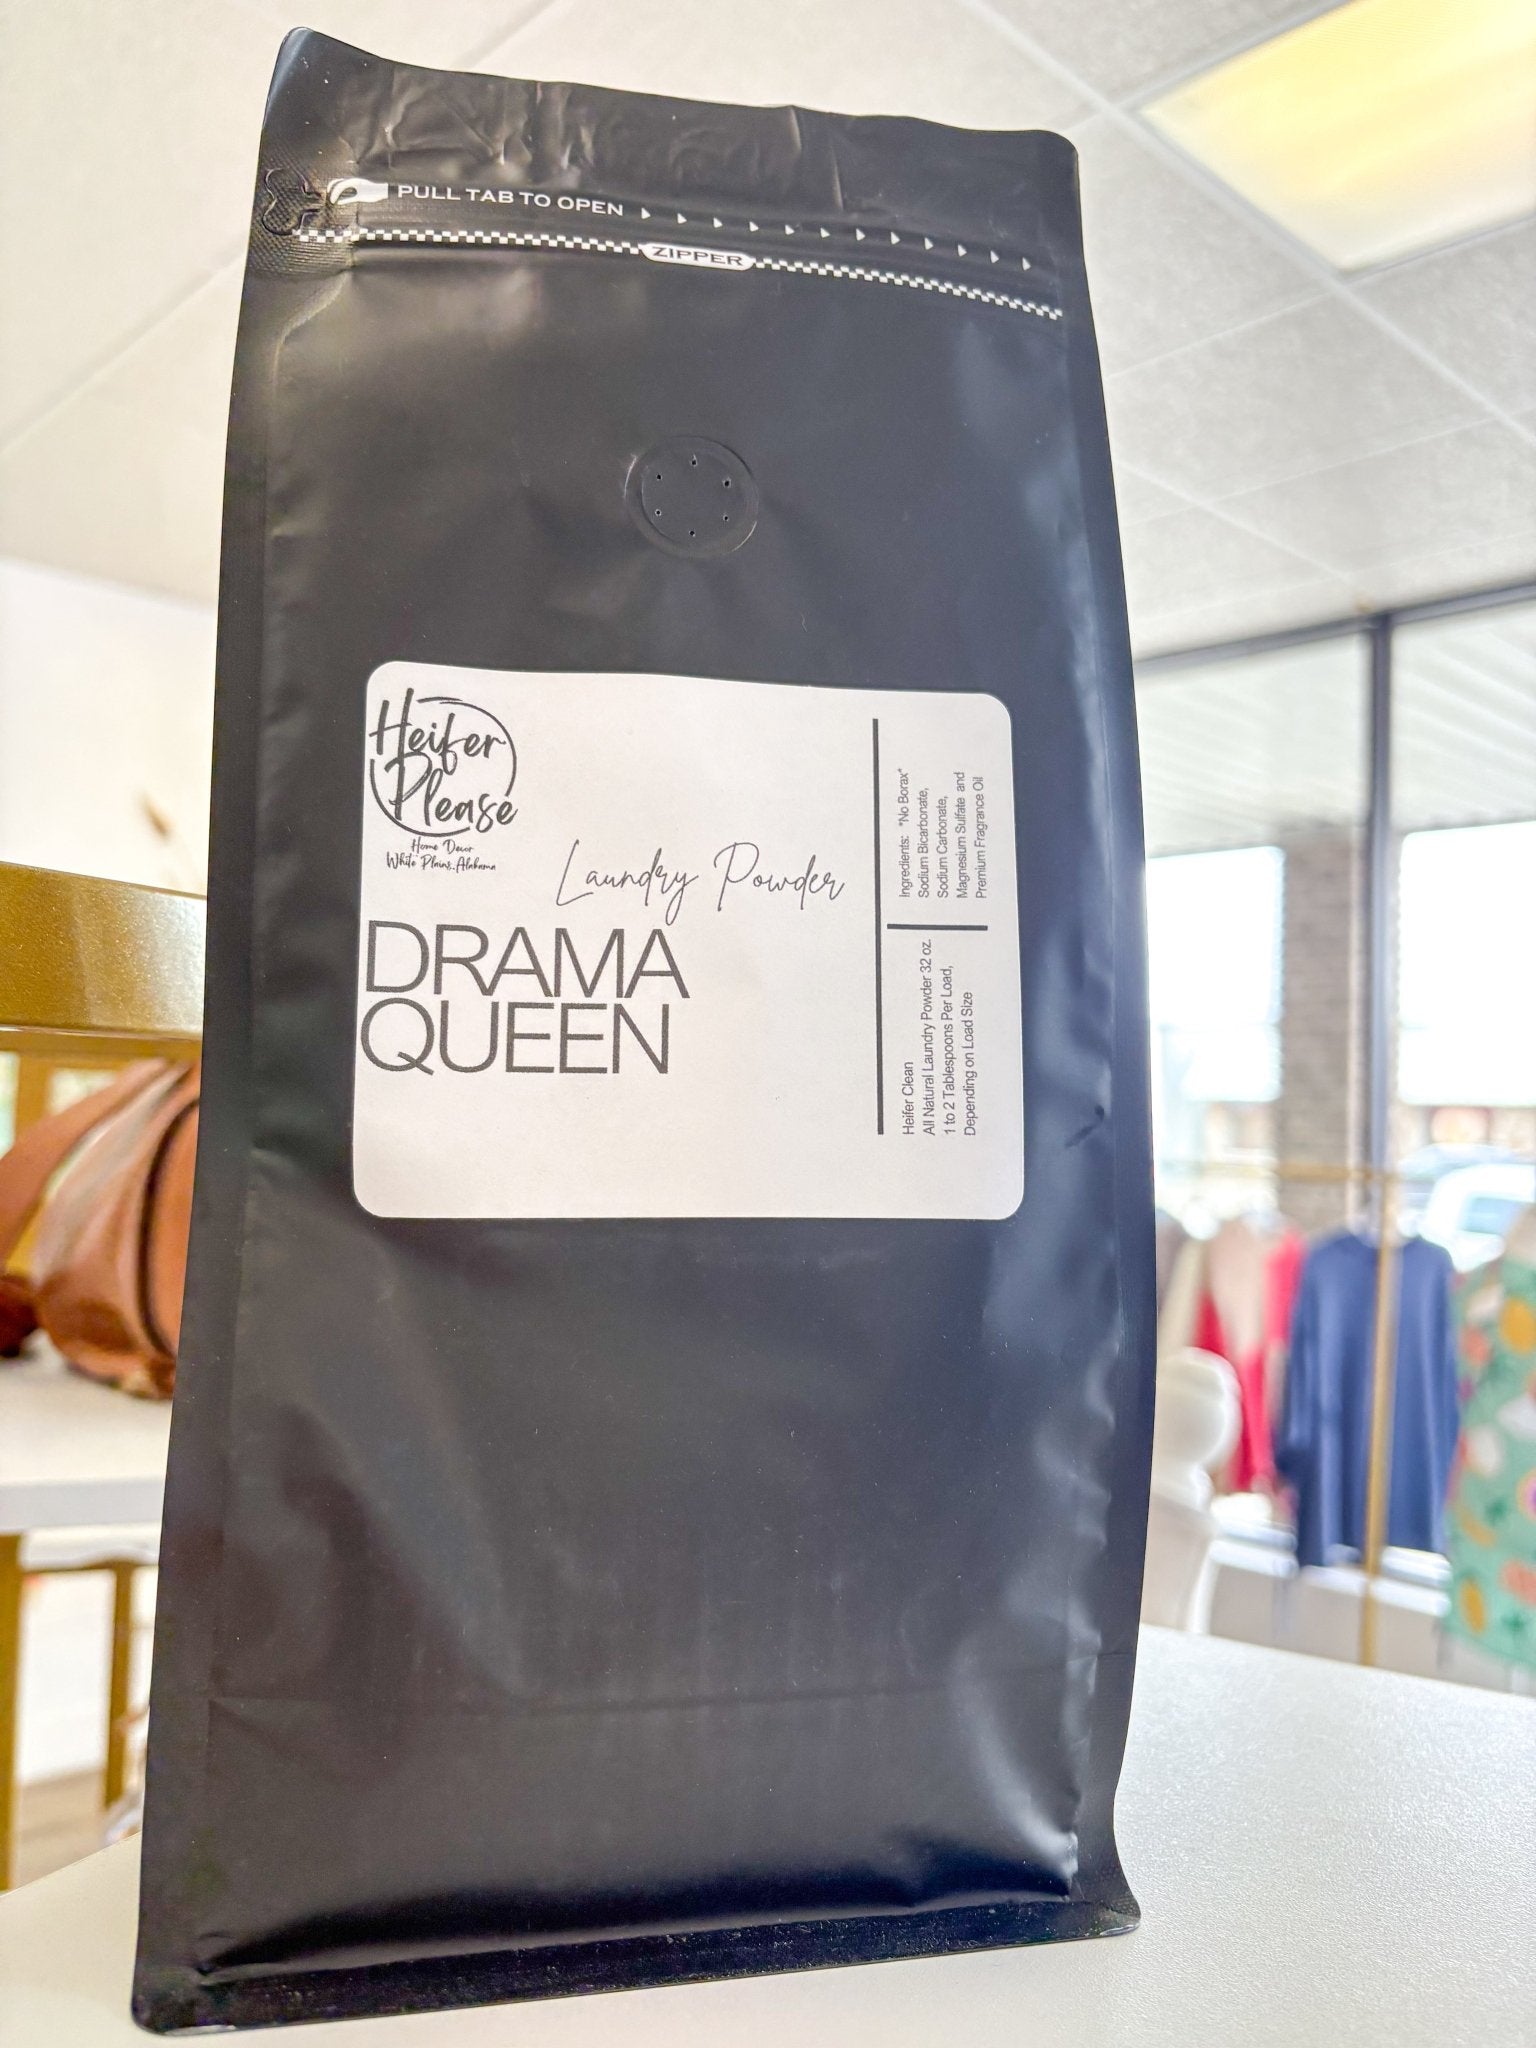 PULL TAB TO OPEN
ZIPPER
Heifer
Please
Home Decor
White Plains, Alabama
Laundry Powder
DRAMA
QUEEN
Ingredients: *No Borax*
Sodium Bicarbonate,
Sodium Carbonate,
Magnesium Sulfate and
Premium Fragrance Oil
Heifer Clean
All Natural Laundry Powder 32 oz.
1 to 2 Tablespoons Per Load,
Depending on Load Size